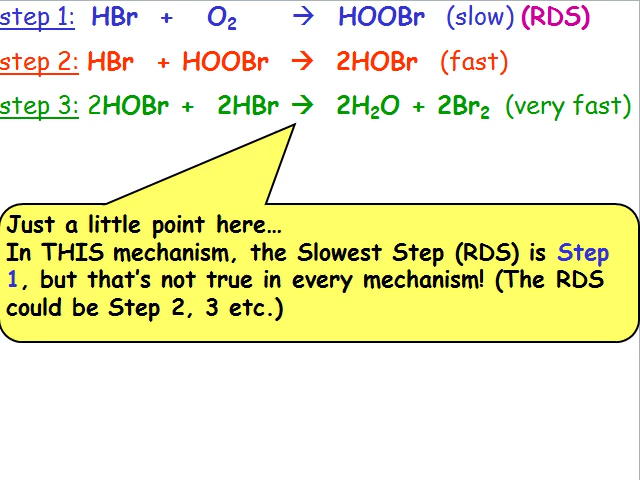 step 1: HBr + O₂ → HOOBr (slow) (RDS)
step 2: HBr + HOOBr → 2HOBr (fast)
step 3: 2HOBr + 2HBr → 2H₂O + 2Br₂ (very fast)
Just a little point here…
In THIS mechanism, the Slowest Step (RDS) is Step
1, but that's not true in every mechanism! (The RDS
could be Step 2, 3 etc.)